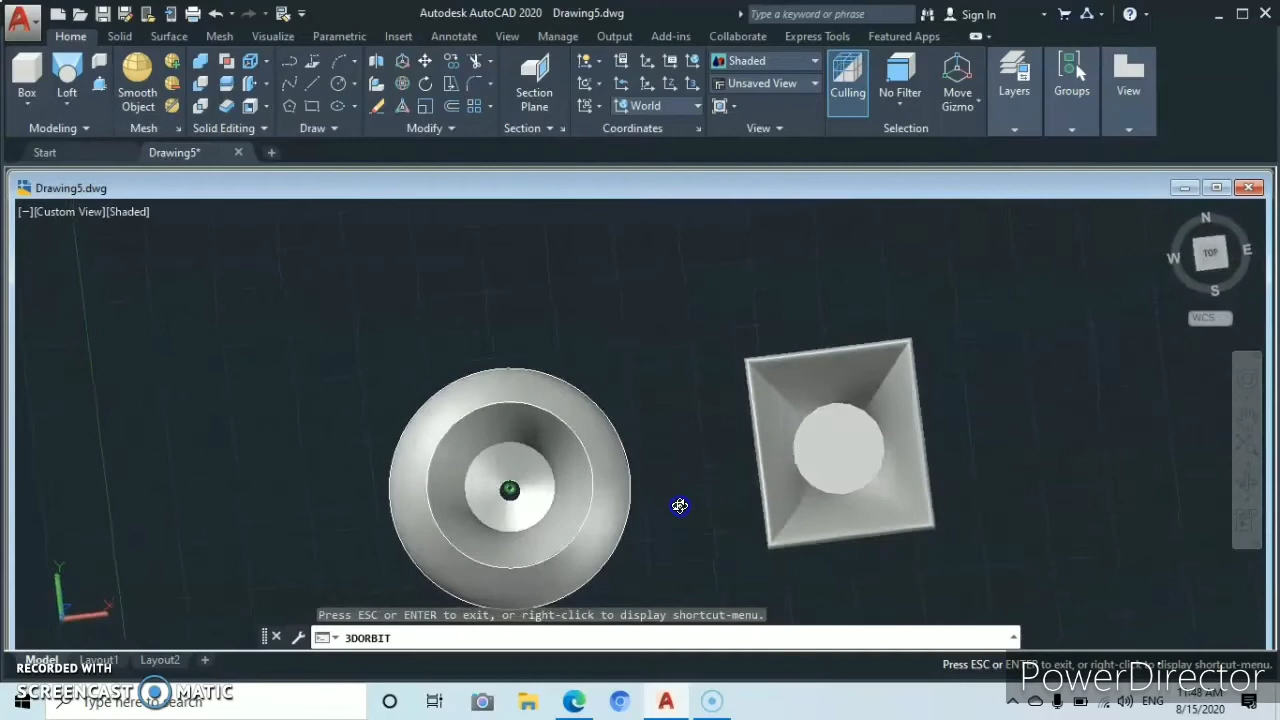 Autodesk AutoCAD 2020 Drawing5.dwg Type a keyword or phrase Sign In
Home Solid Surface Mesh Visualize Parametric Insert Annotate View Manage Output Add-ins Collaborate Express Tools Featured Apps
Shaded
Unsaved View
World
Box Loft Smooth Object Section Plane Culling No Filter Move Gizmo Layers Groups View
Modeling Mesh Solid Editing Draw Modify Section Coordinates View Selection
Start Drawing5*
Drawing5.dwg
[−][Custom View][Shaded]
N
W TOP E
S
WCS
Y
X
Press ESC or ENTER to exit, or right-click to display shortcut-menu.
3DORBIT
Model Layout1 Layout2
Press ESC or ENTER to exit, or right-click to display shortcut-menu.
RECORDED WITH
SCREENCAST MATIC
PowerDirector
Type here to search
ENG
11:48 AM
8/15/2020